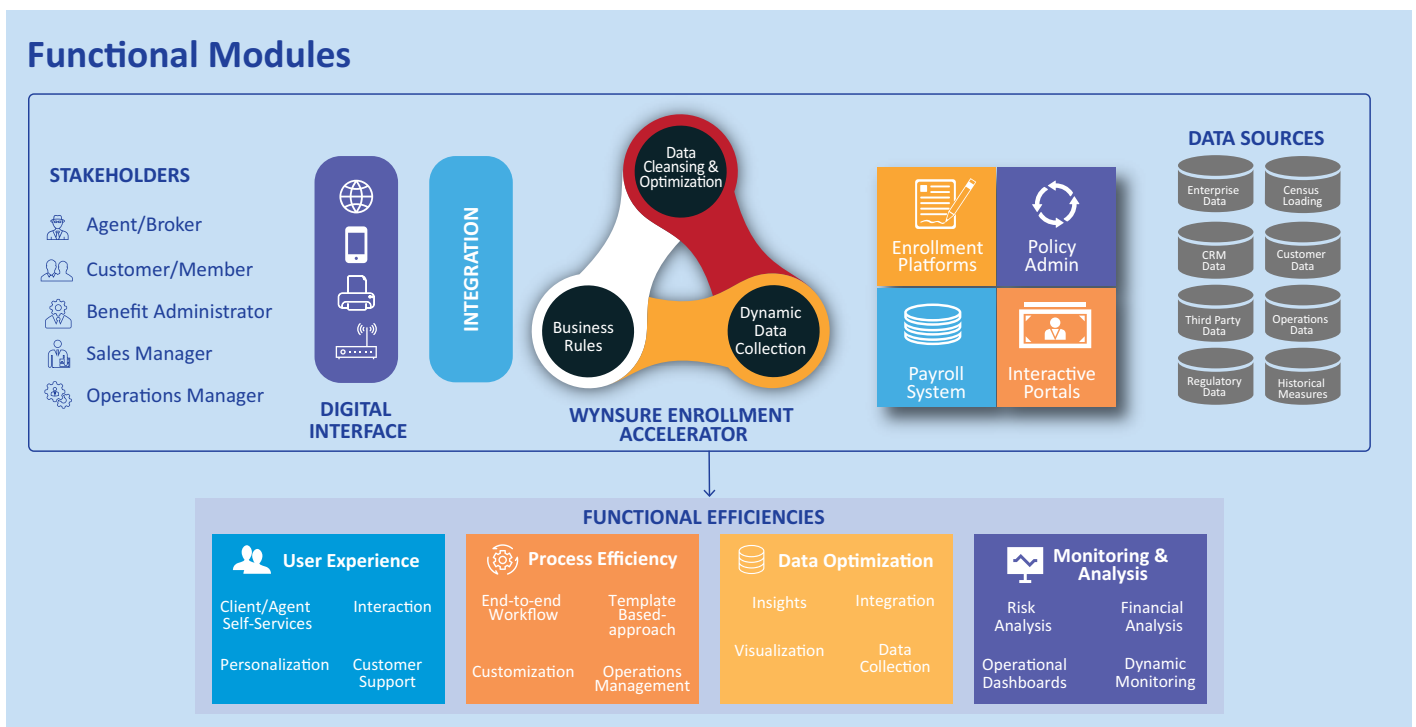 Functional Modules
STAKEHOLDERS
Agent/Broker
Customer/Member
Benefit Administrator
Sales Manager
Operations Manager
DIGITAL
INTERFACE
INTEGRATION
Data
Cleansing &
Optimization
Business
Rules
Dynamic
Data
Collection
WYNSURE ENROLLMENT
ACCELERATOR
Enrollment
Platforms
Policy
Admin
Payroll
System
Interactive
Portals
DATA SOURCES
Enterprise
Data
Census
Loading
CRM
Data
Customer
Data
Third Party
Data
Operations
Data
Regulatory
Data
Historical
Measures
FUNCTIONAL EFFICIENCIES
User Experience
Client/Agent
Self-Services
Interaction
Personalization
Customer
Support
Process Efficiency
End-to-end
Workflow
Template
Based-
approach
Customization
Operations
Management
Data Optimization
Insights
Integration
Visualization
Data
Collection
Monitoring &
Analysis
Risk
Analysis
Financial
Analysis
Operational
Dashboards
Dynamic
Monitoring